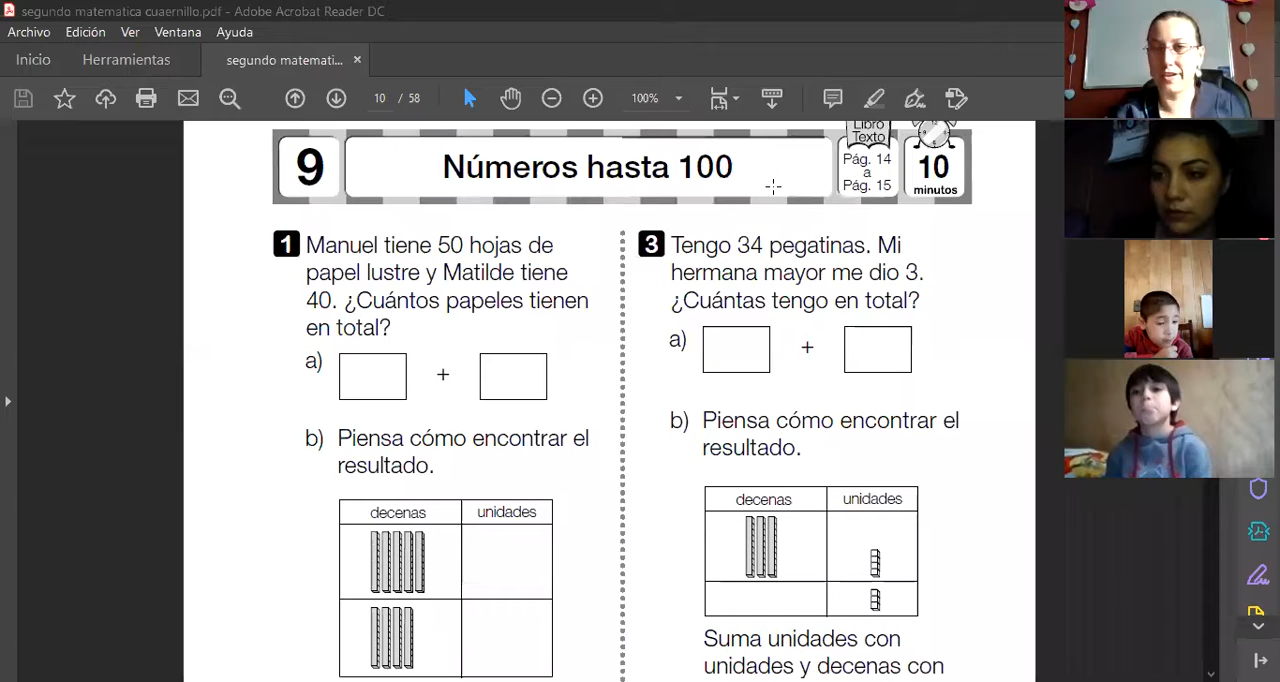 segundo matematica cuaernillo.pdf - Adobe Acrobat Reader DC
Archivo Edición Ver Ventana Ayuda
Inicio Herramientas segundo matemati... ×
10 / 58 100%
9
Números hasta 100
Libro
Texto
Pág. 14
a
Pág. 15
10
minutos
1 Manuel tiene 50 hojas de
papel lustre y Matilde tiene
40. ¿Cuántos papeles tienen
en total?
a) +
b) Piensa cómo encontrar el
resultado.
decenas unidades
3 Tengo 34 pegatinas. Mi
hermana mayor me dio 3.
¿Cuántas tengo en total?
a) +
b) Piensa cómo encontrar el
resultado.
decenas unidades
Suma unidades con
unidades y decenas con